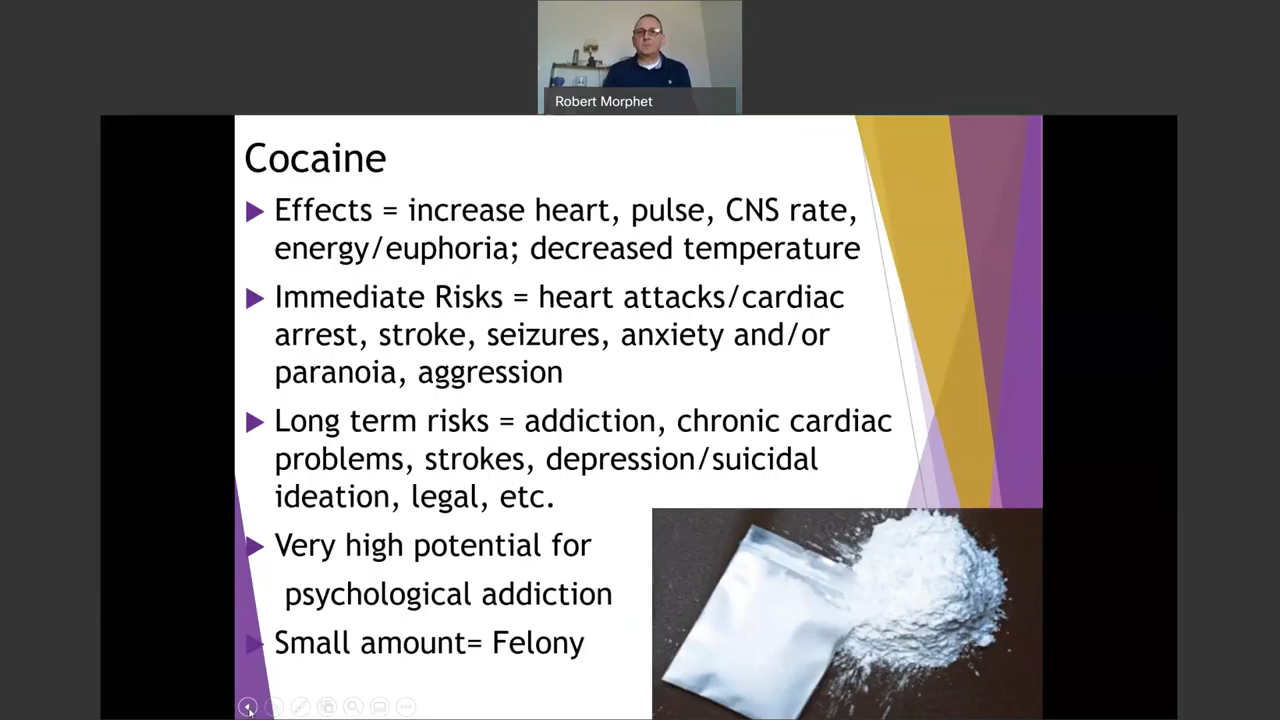 Robert Morphet
Cocaine
Effects = increase heart, pulse, CNS rate,
energy/euphoria; decreased temperature
Immediate Risks = heart attacks/cardiac
arrest, stroke, seizures, anxiety and/or
paranoia, aggression
Long term risks = addiction, chronic cardiac
problems, strokes, depression/suicidal
ideation, legal, etc.
Very high potential for
psychological addiction
Small amount= Felony